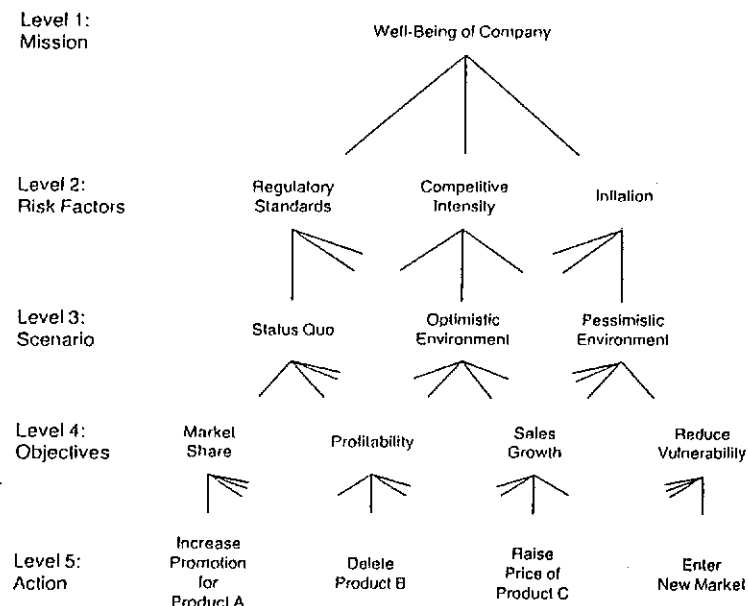 Level 1:
Mission
Well-Being of Company
Level 2:
Risk Factors
Regulatory
Standards
Competitive
Intensity
Inflation
Level 3:
Scenario
Status Quo
Optimistic
Environment
Pessimistic
Environment
Level 4:
Objectives
Market
Share
Profitability
Sales
Growth
Reduce
Vulnerability
Level 5:
Action
Increase
Promotion
for
Product A
Delete
Product B
Raise
Price of
Product C
Enter
New Market